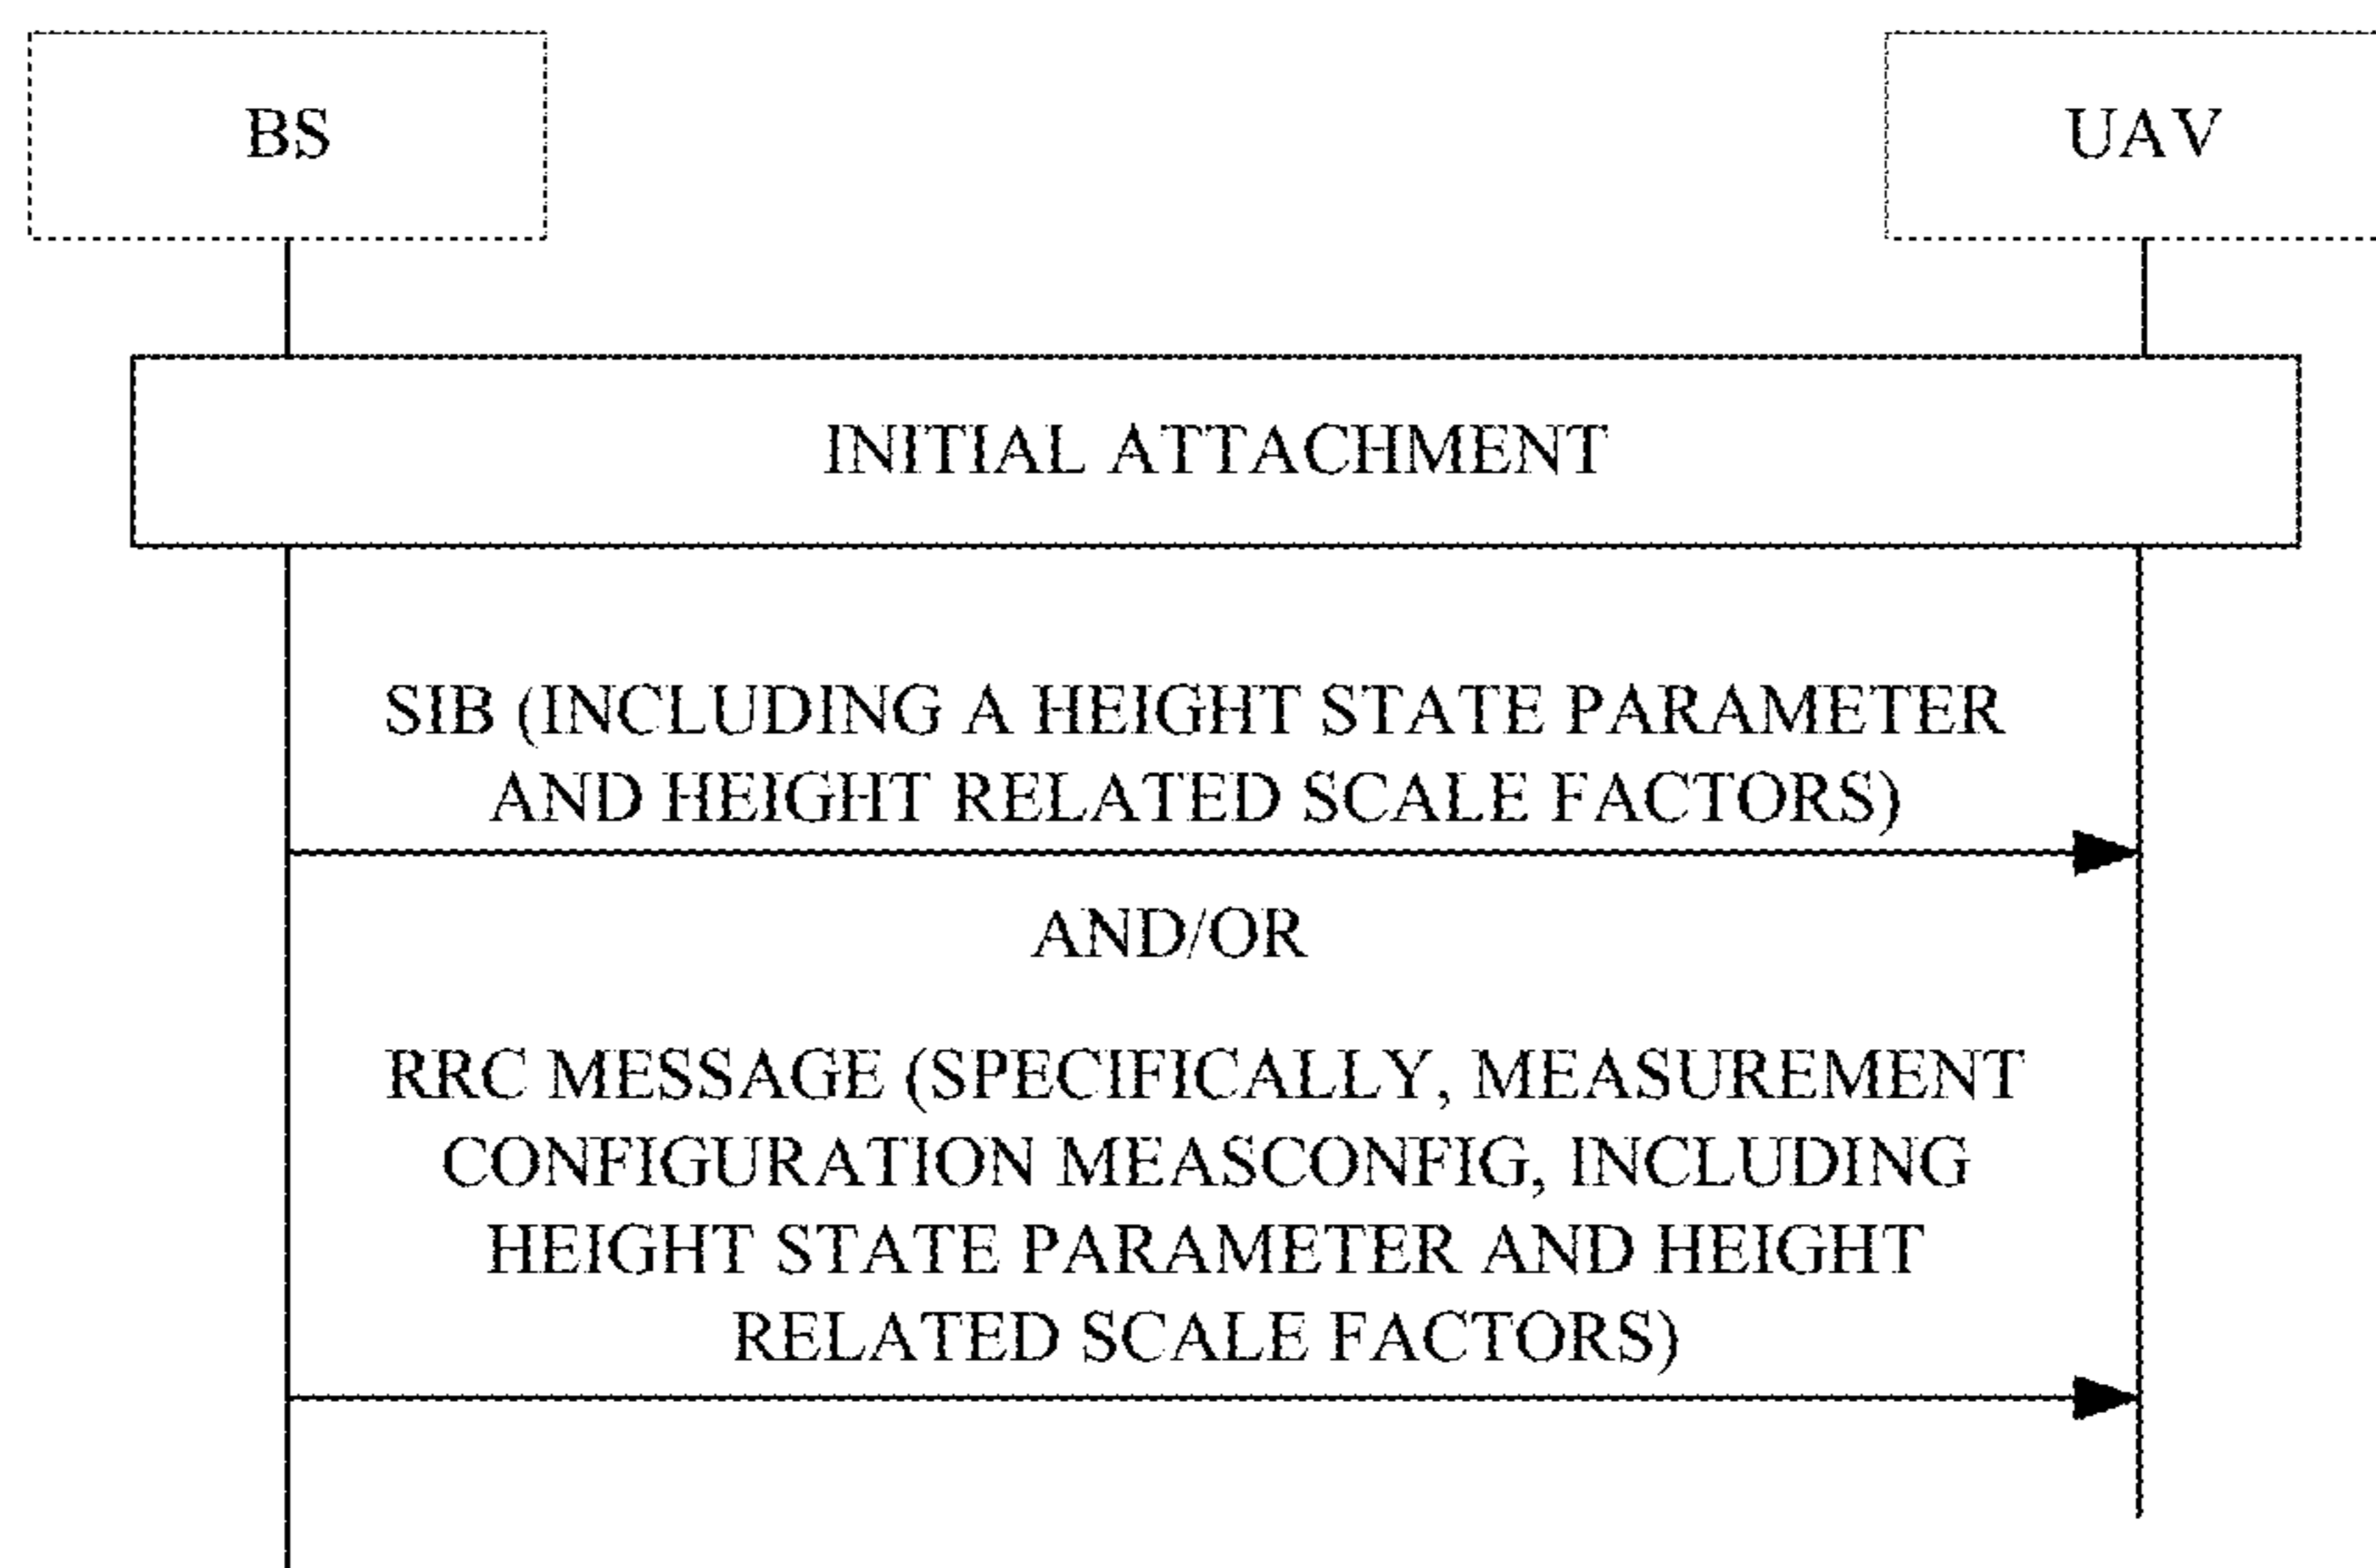 BS
UAV
INITIAL ATTACHMENT
SIB (INCLUDING A HEIGHT STATE PARAMETER
AND HEIGHT RELATED SCALE FACTORS)
AND/OR
RRC MESSAGE (SPECIFICALLY, MEASUREMENT
CONFIGURATION MEASCONFIG, INCLUDING
HEIGHT STATE PARAMETER AND HEIGHT
RELATED SCALE FACTORS)